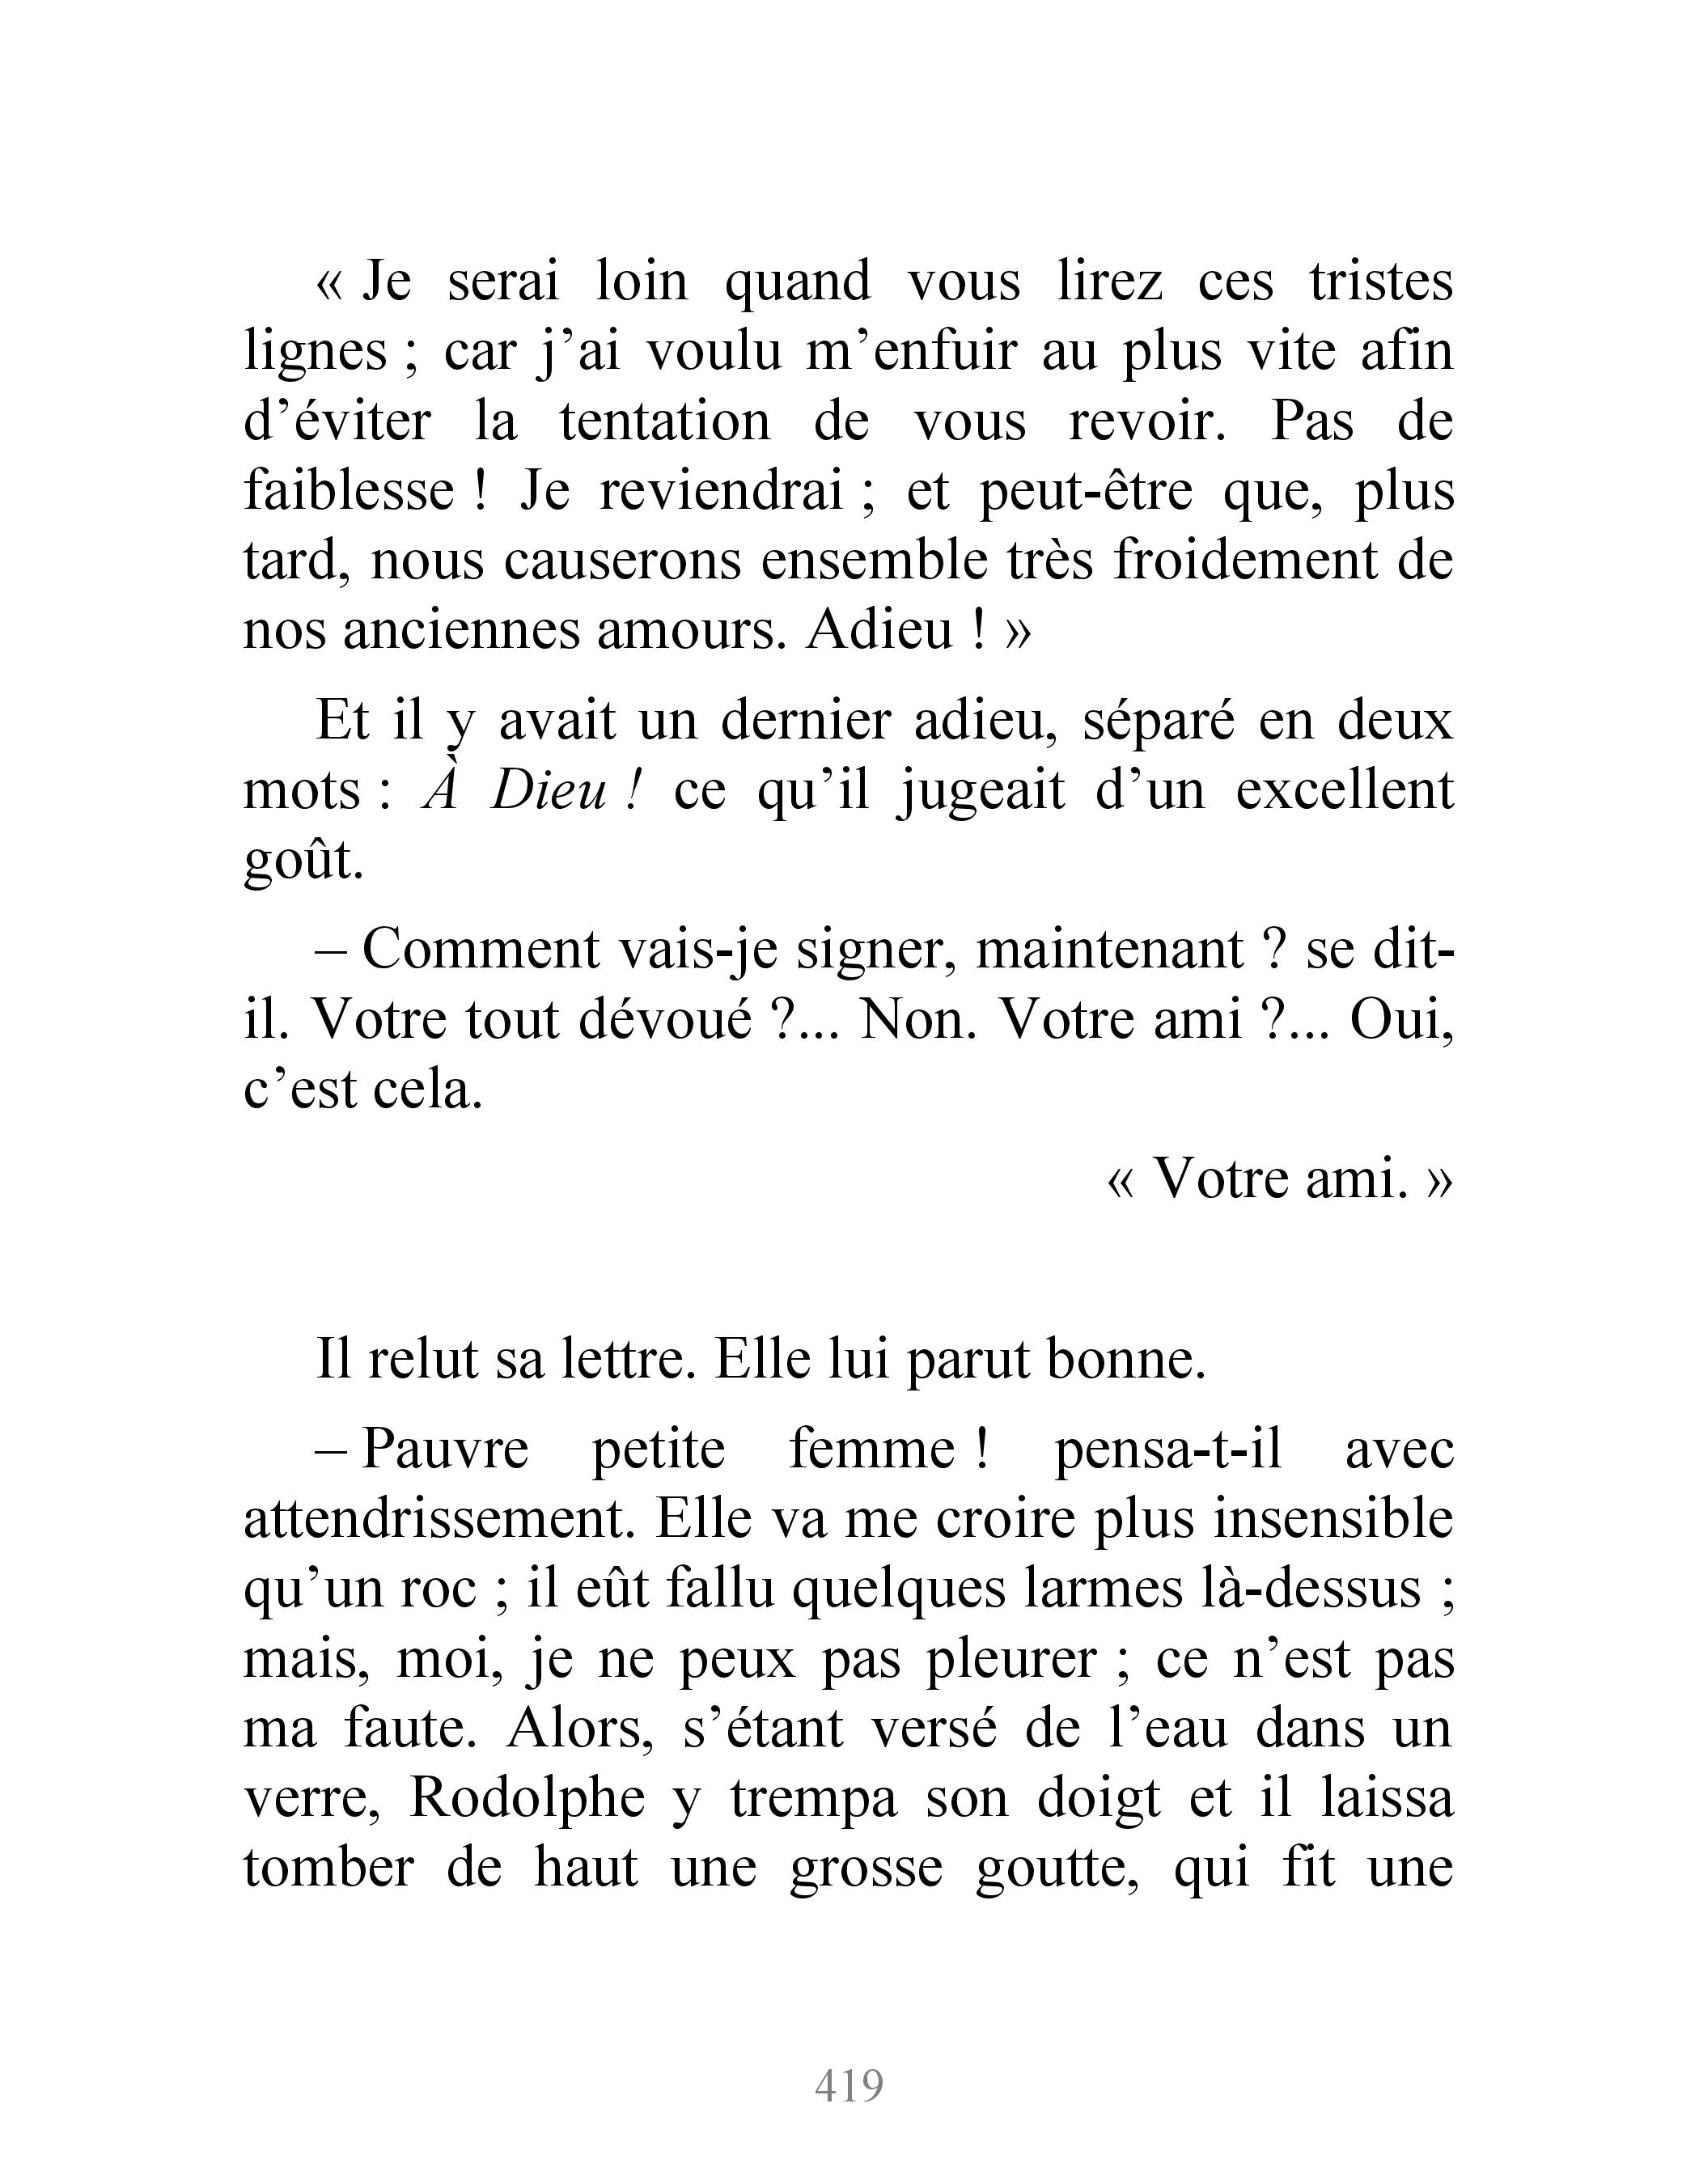 « Je serai loin quand vous lirez ces tristes
lignes ; car j’ai voulu m’enfuir au plus vite afin
d’éviter la tentation de vous revoir. Pas de
faiblesse ! Je reviendrai ; et peut-être que, plus
tard, nous causerons ensemble très froidement de
nos anciennes amours. Adieu ! »
Et il y avait un dernier adieu, séparé en deux
mots : À Dieu ! ce qu’il jugeait d’un excellent
goût.
– Comment vais-je signer, maintenant ? se dit-
il. Votre tout dévoué ?... Non. Votre ami ?... Oui,
c’est cela.
« Votre ami. »
Il relut sa lettre. Elle lui parut bonne.
– Pauvre petite femme ! pensa-t-il avec
attendrissement. Elle va me croire plus insensible
qu’un roc ; il eût fallu quelques larmes là-dessus ;
mais, moi, je ne peux pas pleurer ; ce n’est pas
ma faute. Alors, s’étant versé de l’eau dans un
verre, Rodolphe y trempa son doigt et il laissa
tomber de haut une grosse goutte, qui fit une
419